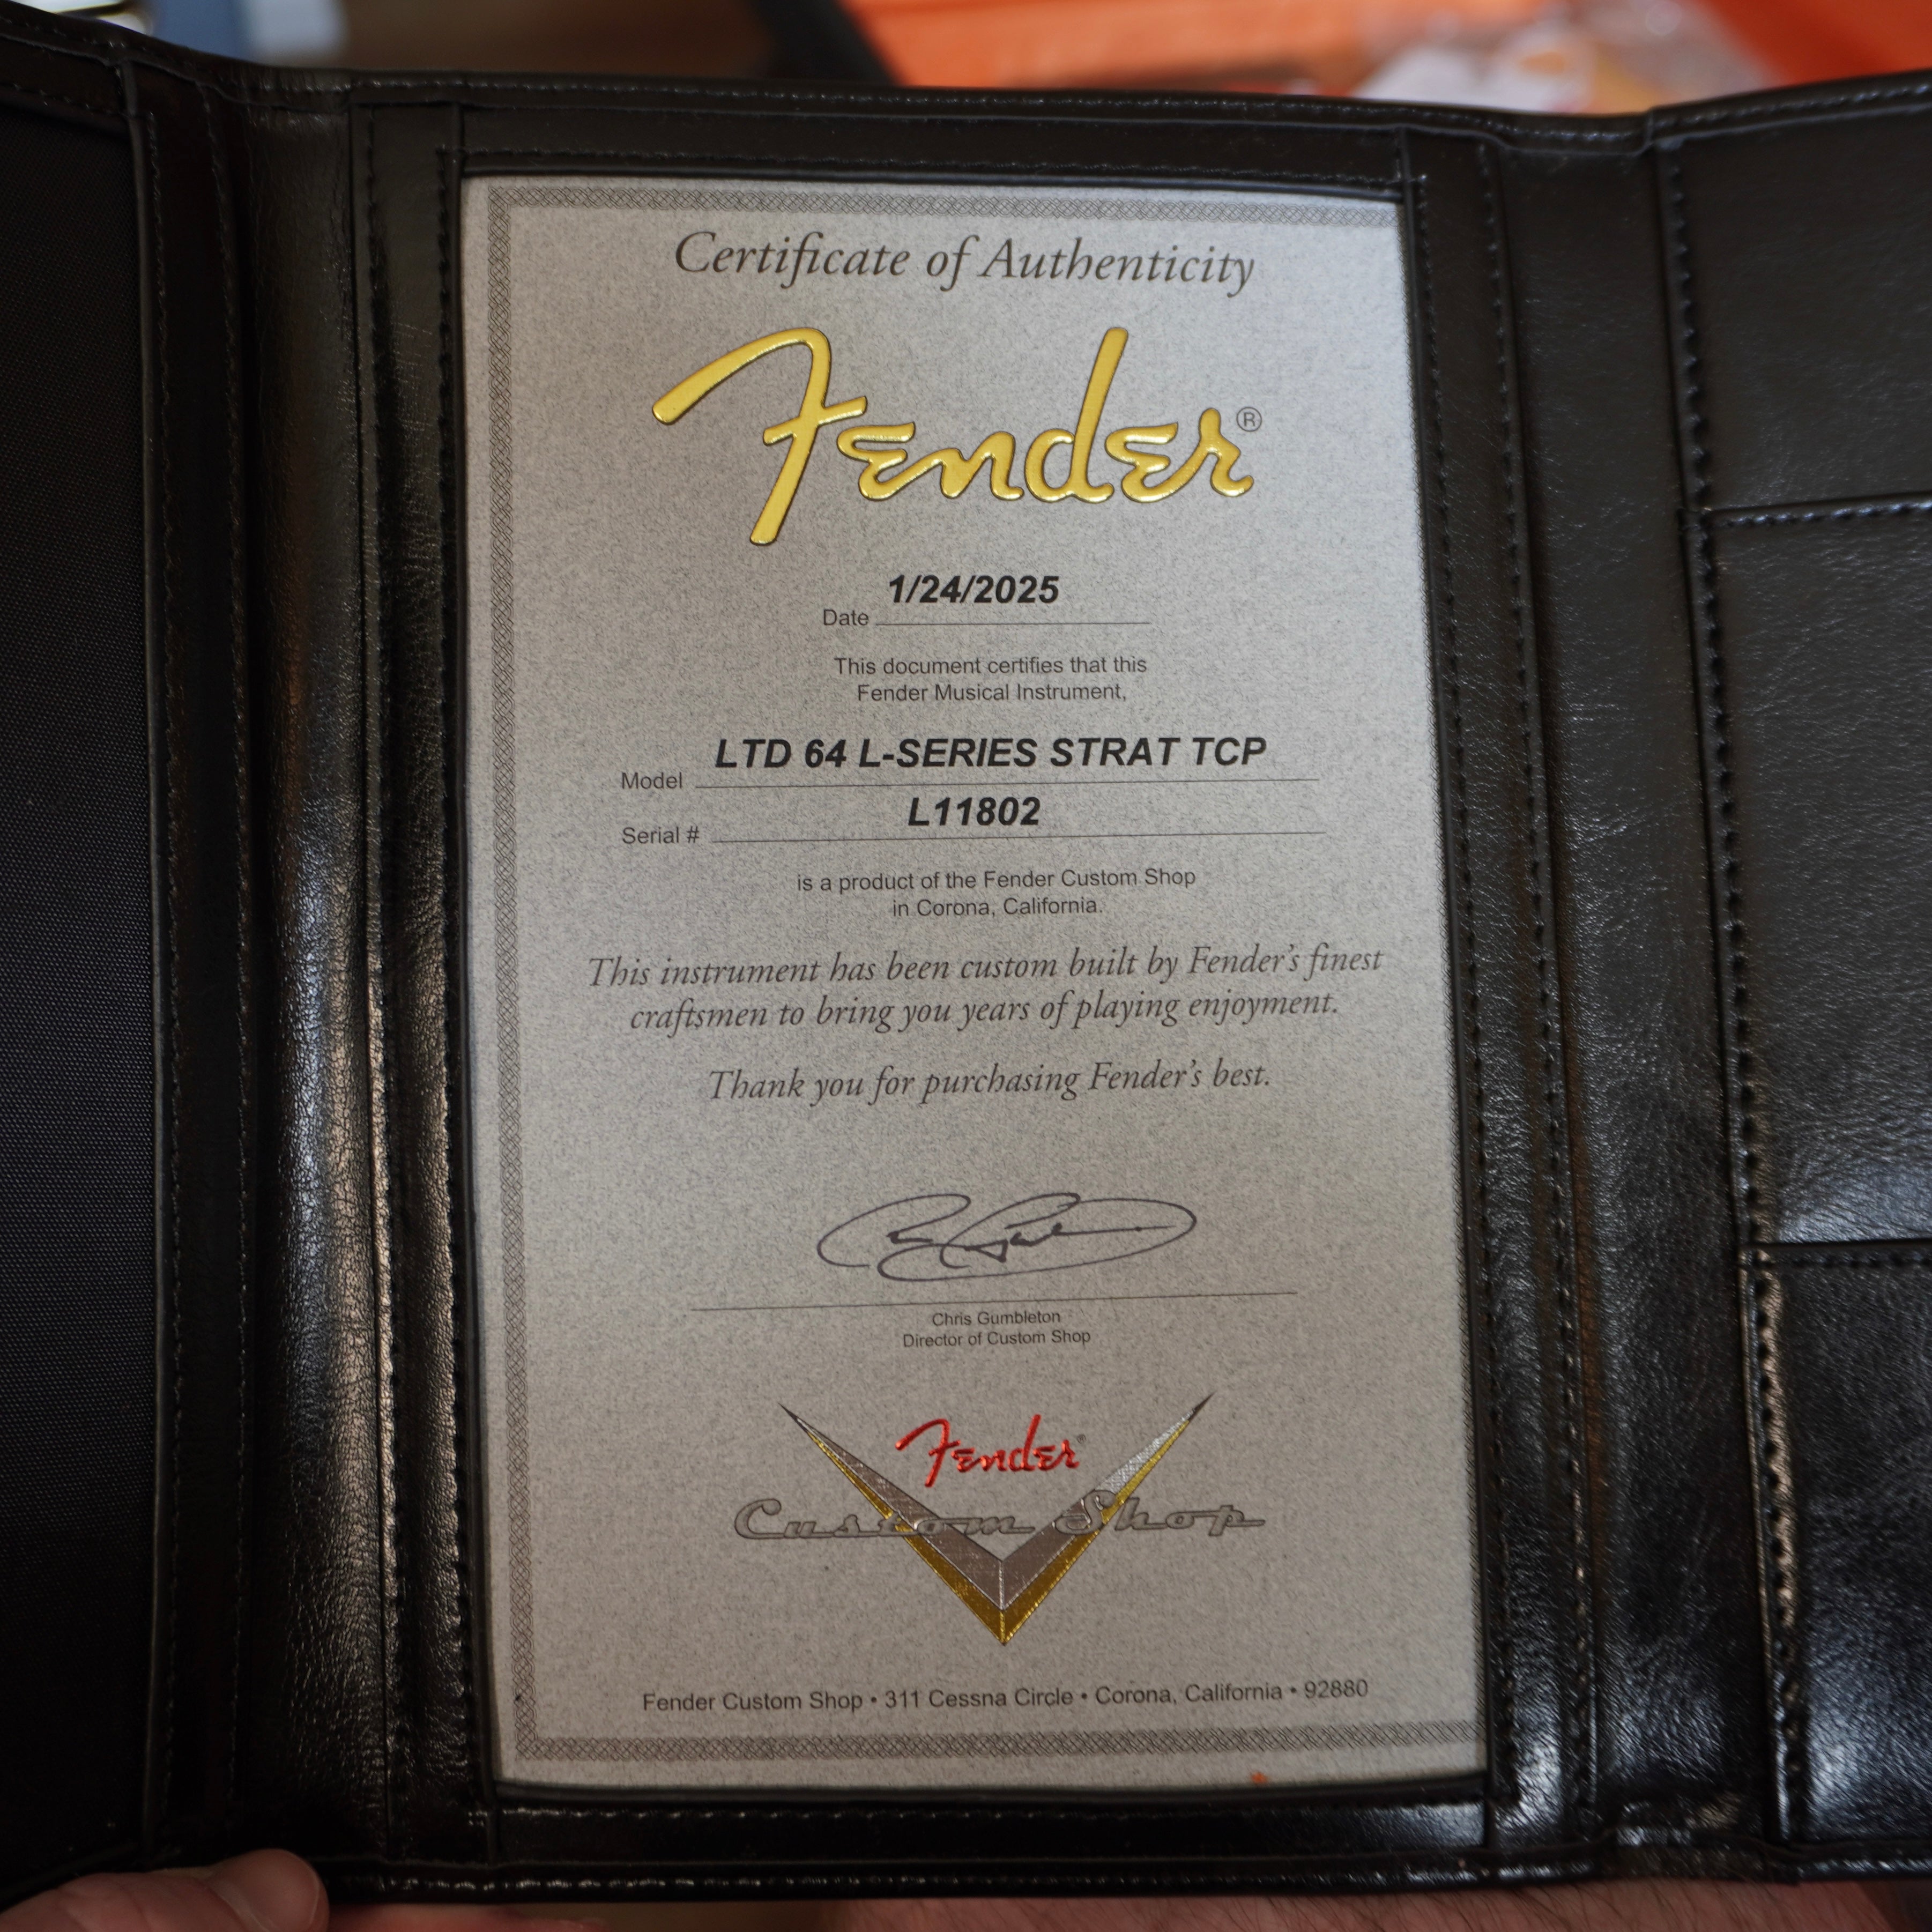 Certificate of Authenticity
Fender®
1/24/2025
Date
This document certifies that this
Fender Musical Instrument,
LTD 64 L-SERIES STRAT TCP
Model
L11802
Serial #
is a product of the Fender Custom Shop
in Corona, California.
This instrument has been custom built by Fender's finest
craftsmen to bring you years of playing enjoyment.
Thank you for purchasing Fender's best.
Chris Gumbleton
Director of Custom Shop
Fender®
Custom Shop
Fender Custom Shop • 311 Cessna Circle • Corona, California • 92880